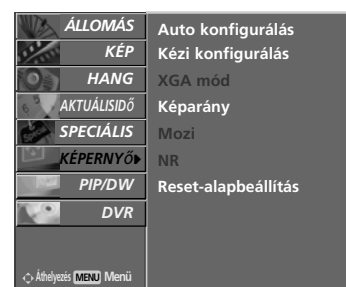 ÁLLOMÁS
KÉP
HANG
AKTUÁLISIDŐ
SPECIÁLIS
KÉPERNYŐ
PIP/DW
DVR
Áthelyezés MENU Menü
Auto konfigurálás
Kézi konfigurálás
XGA mód
Képarány
Mozi
NR
Reset-alapbeállítás